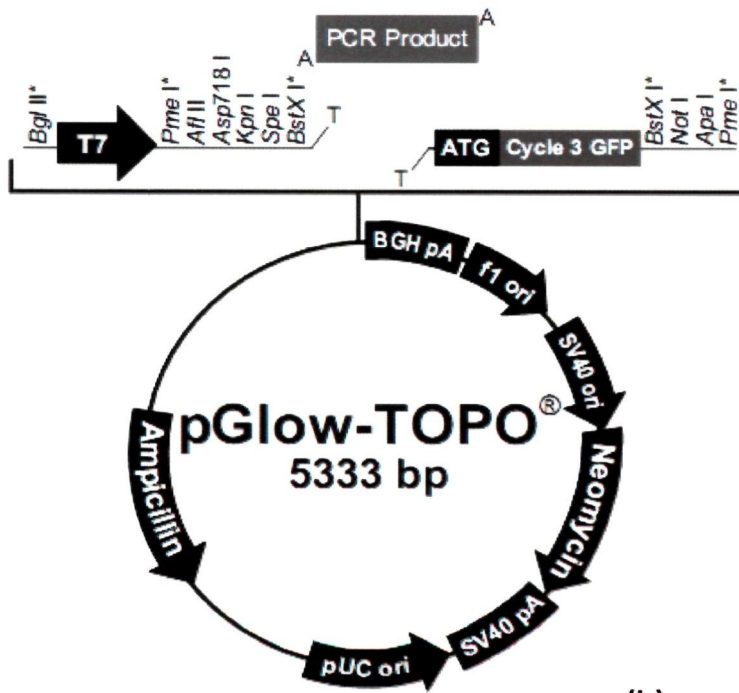 A
PCR Product
A
Bgl II*
T7
Pme I*
Afl II
Asp718 I
Kpn I
Spe I
BstX I*
T
T
ATG
Cycle 3 GFP
BstX I*
Not I
Apa I
Pme I*
BGH pA
f1 ori
SV40 ori
Neomycin
SV40 pA
pUC ori
Ampicillin
pGlow-TOPO®
5333 bp